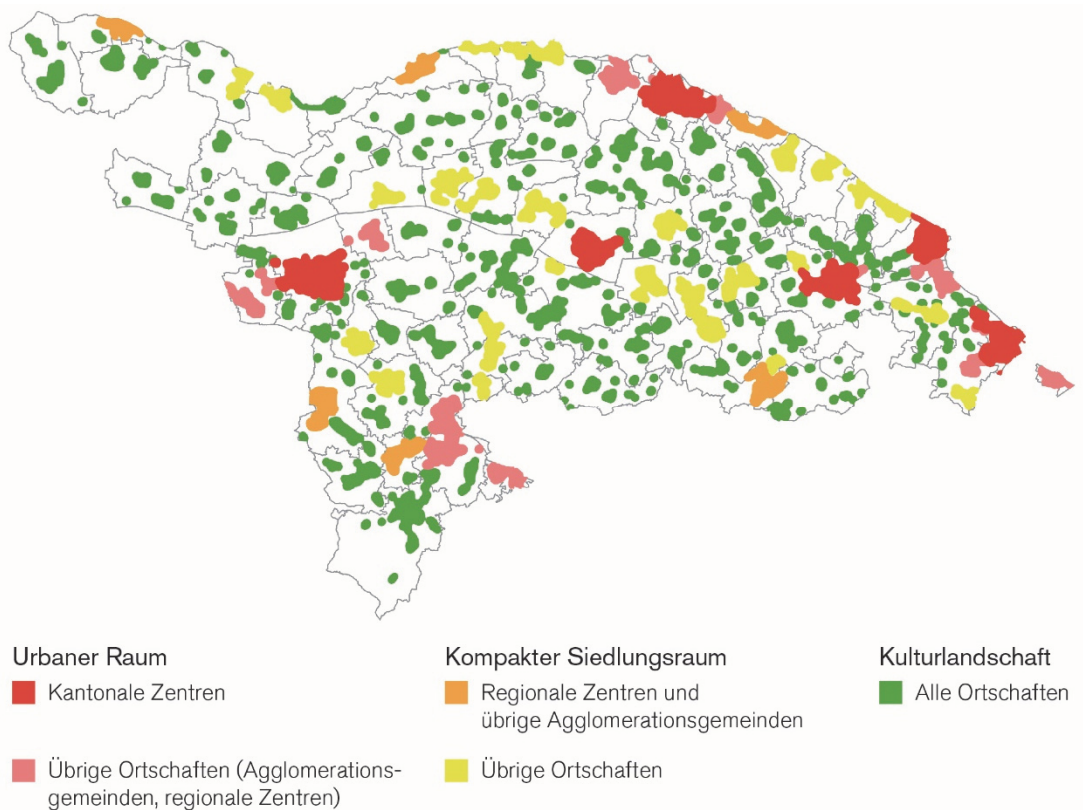 Urbaner Raum
Kantonale Zentren
Übrige Ortschaften (Agglomerations-
gemeinden, regionale Zentren)
Kompakter Siedlungsraum
Regionale Zentren und
übrige Agglomerationsgemeinden
Übrige Ortschaften
Kulturlandschaft
Alle Ortschaften